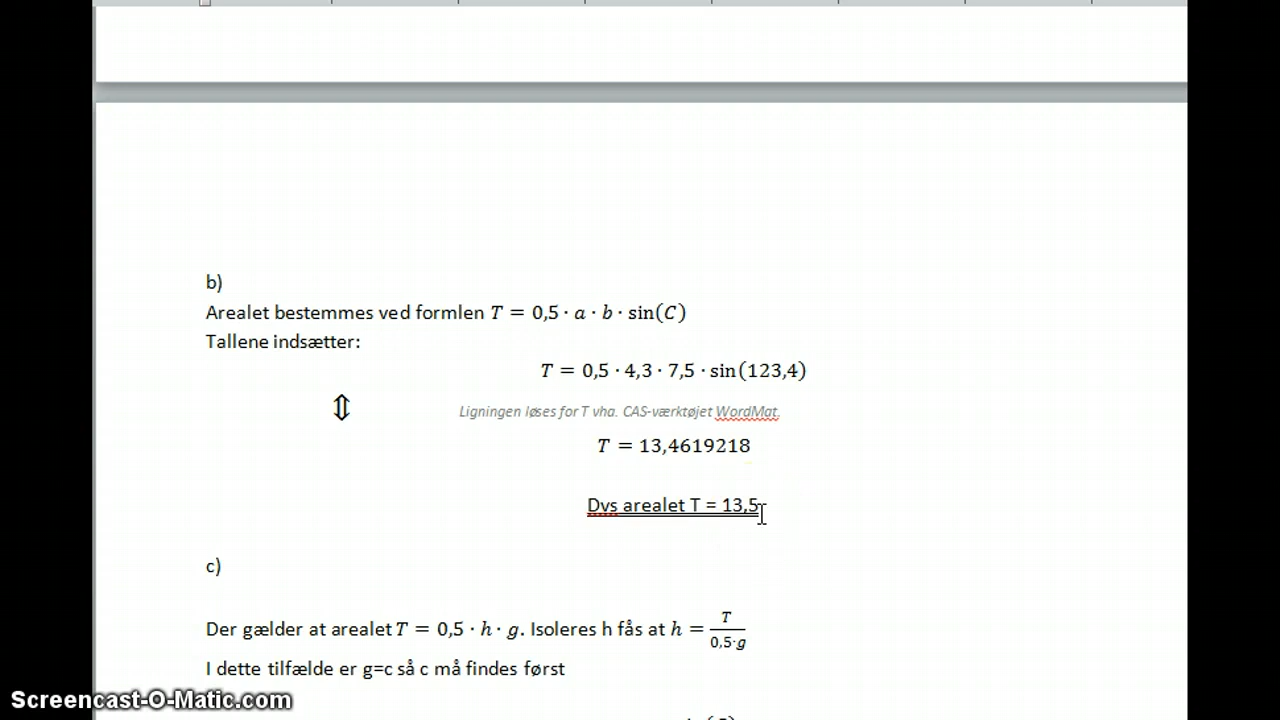 b)
Arealet bestemmes ved formlen T = 0,5 · a · b · sin(C)
Tallene indsætter:
T = 0,5 · 4,3 · 7,5 · sin(123,4)
⇕ Ligningen løses for T vha. CAS-værktøjet WordMat.
T = 13,4619218
Dvs arealet T = 13,5
c)
Der gælder at arealet T = 0,5 · h · g. Isoleres h fås at h = T/(0,5·g)
I dette tilfælde er g=c så c må findes først
Screencast-O-Matic.com